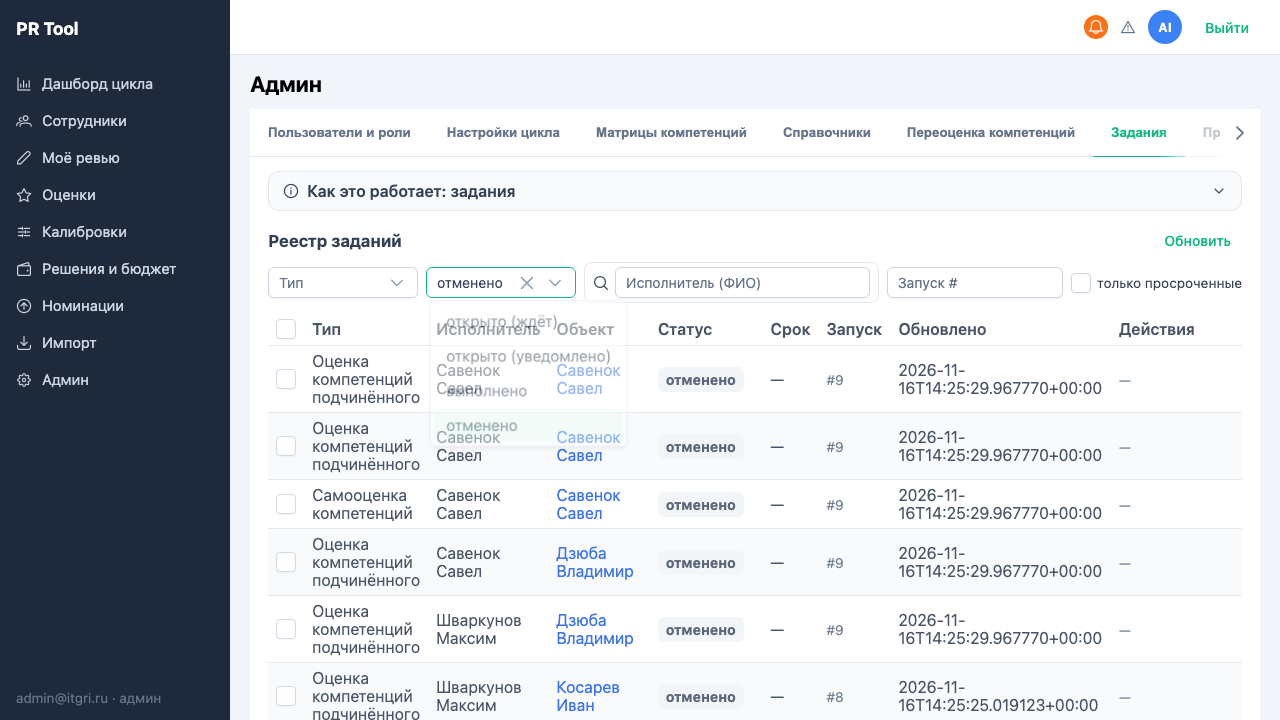 PR Tool
AI
Выйти
Дашборд цикла
Сотрудники
Моё ревью
Оценки
Калибровки
Решения и бюджет
Номинации
Импорт
Админ
admin@itgri.ru · админ
Админ
Пользователи и роли
Настройки цикла
Матрицы компетенций
Справочники
Переоценка компетенций
Задания
Пр
Как это работает: задания
Реестр заданий
Обновить
Тип
отменено
Исполнитель (ФИО)
Запуск #
только просроченные
открыто (ждёт)
открыто (уведомлено)
выполнено
отменено
Тип Исполнитель Объект Статус Срок Запуск Обновлено Действия
Оценка
компетенций
подчинённого
Савенок
Савел
Савенок
Савел
отменено
—
#9
2026-11-
16T14:25:29.967770+00:00
—
Оценка
компетенций
подчинённого
Савенок
Савел
Савенок
Савел
отменено
—
#9
2026-11-
16T14:25:29.967770+00:00
—
Самооценка
компетенций
Савенок
Савел
Савенок
Савел
отменено
—
#9
2026-11-
16T14:25:29.967770+00:00
—
Оценка
компетенций
подчинённого
Савенок
Савел
Дзюба
Владимир
отменено
—
#9
2026-11-
16T14:25:29.967770+00:00
—
Оценка
компетенций
подчинённого
Шваркунов
Максим
Дзюба
Владимир
отменено
—
#9
2026-11-
16T14:25:29.967770+00:00
—
Оценка
компетенций
подчинённого
Шваркунов
Максим
Косарев
Иван
отменено
—
#8
2026-11-
16T14:25:25.019123+00:00
—